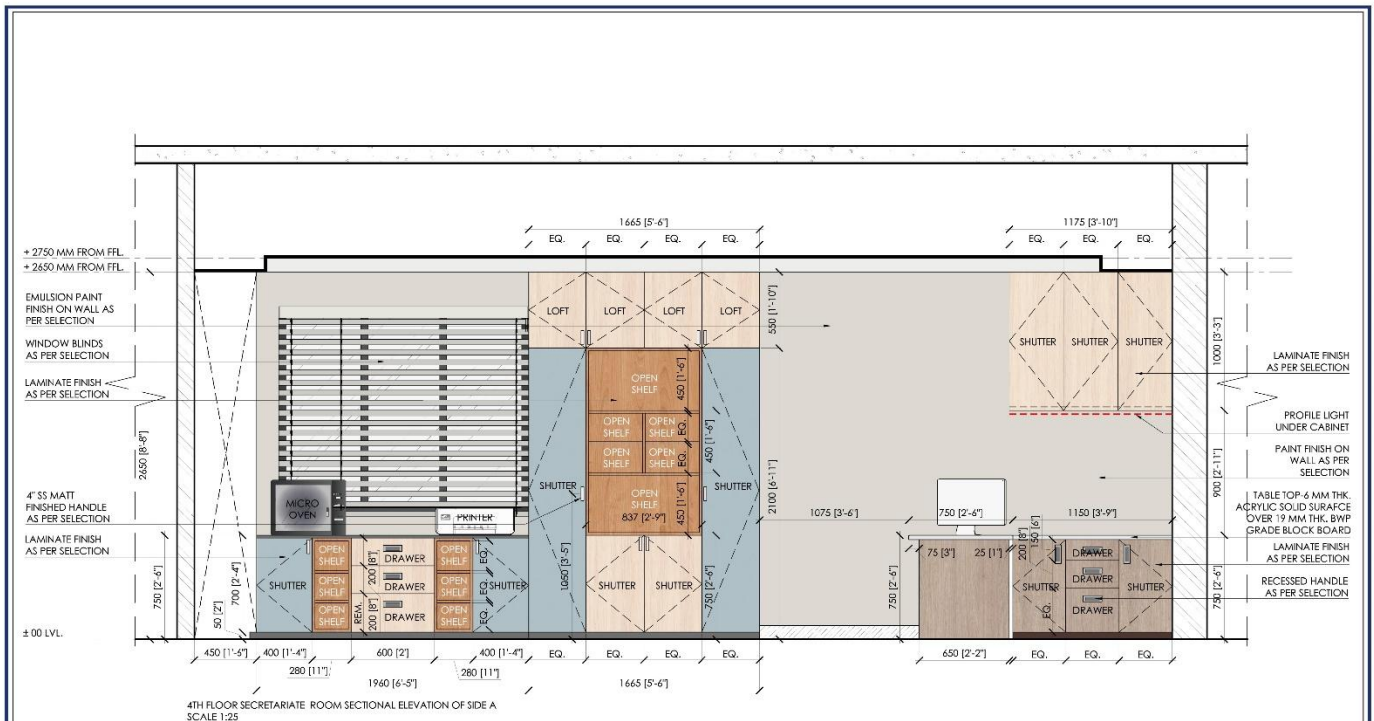 1665 [5'-6"]
EQ. EQ. EQ. EQ.
1175 [3'-10"]
EQ. EQ. EQ.
+ 2750 MM FROM FFL.
+ 2650 MM FROM FFL.
EMULSION PAINT
FINISH ON WALL AS
PER SELECTION
WINDOW BLINDS
AS PER SELECTION
LAMINATE FINISH
AS PER SELECTION
2650 [8'-8"]
4" SS MATT
FINISHED HANDLE
AS PER SELECTION
LAMINATE FINISH
AS PER SELECTION
750 [2'-6"]
700 [2'-4"]
50 [2"]
± 00 LVL.
LOFT LOFT LOFT LOFT
550 [1'-10"]
OPEN
SHELF
450 [1'-6"]
OPEN
SHELF
OPEN
SHELF
EQ.
OPEN
SHELF
OPEN
SHELF
EQ.
450 [1'-6"]
SHUTTER
OPEN
SHELF
450 [1'-6"]
SHUTTER
837 [2'-9"]
2100 [6'-11"]
1050 [3'-5"]
SHUTTER SHUTTER
750 [2'-6"]
MICRO
OVEN
PRINTER
SHUTTER
OPEN
SHELF
OPEN
SHELF
OPEN
SHELF
200 [8"]
REM.
200 [8"]
DRAWER
DRAWER
DRAWER
OPEN
SHELF
OPEN
SHELF
OPEN
SHELF
EQ.
EQ.
EQ.
SHUTTER
SHUTTER SHUTTER SHUTTER
1000 [3'-3"]
LAMINATE FINISH
AS PER SELECTION
PROFILE LIGHT
UNDER CABINET
PAINT FINISH ON
WALL AS PER
SELECTION
900 [2'-11"]
TABLE TOP-6 MM THK.
ACRYLIC SOLID SURAFCE
OVER 19 MM THK. BWP
GRADE BLOCK BOARD
LAMINATE FINISH
AS PER SELECTION
RECESSED HANDLE
AS PER SELECTION
750 [2'-6"]
1075 [3'-6"] 750 [2'-6"] 1150 [3'-9"]
75 [3"] 25 [1"]
200 [8"]
150 [6"]
750 [2'-6"]
SHUTTER
EQ.
DRAWER
DRAWER
DRAWER
SHUTTER
450 [1'-6"] 400 [1'-4"] 600 [2'] 400 [1'-4"] EQ. EQ. EQ. EQ. 650 [2'-2"] EQ. EQ. EQ.
280 [11"] 280 [11"]
1960 [6'-5"] 1665 [5'-6"]
4TH FLOOR SECRETARIATE ROOM SECTIONAL ELEVATION OF SIDE A
SCALE 1:25